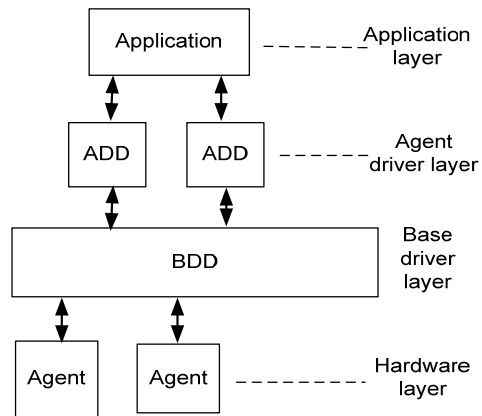 Application
Application
layer
ADD
ADD
Agent
driver layer
BDD
Base
driver
layer
Agent
Agent
Hardware
layer